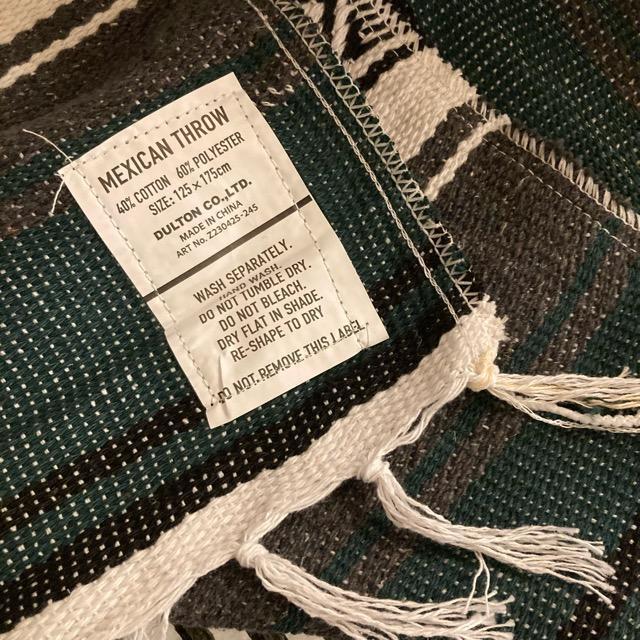 MEXICAN THROW
40% COTTON 60% POLYESTER
SIZE: 125 × 175cm
DULTON CO., LTD.
MADE IN CHINA
ART No. Z230425-245
WASH SEPARATELY.
HAND WASH.
DO NOT TUMBLE DRY.
DO NOT BLEACH.
DRY FLAT IN SHADE.
RE-SHAPE TO DRY
DO NOT REMOVE THIS LABEL